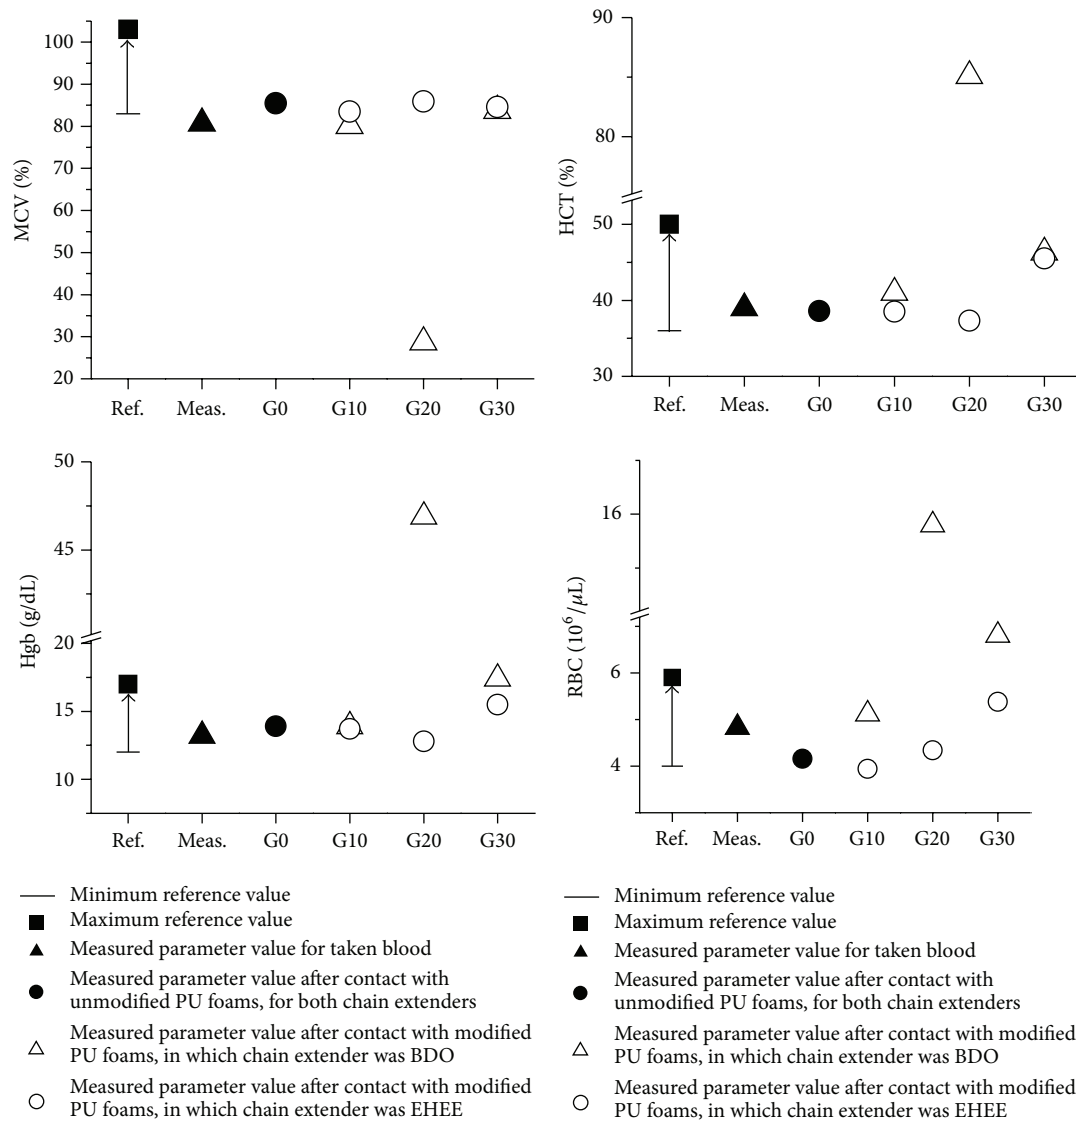 MCV (%)
100
90
80
70
60
50
40
30
20
Ref. Meas. G0 G10 G20 G30
HCT (%)
90
80
50
40
30
Ref. Meas. G0 G10 G20 G30
Hgb (g/dL)
50
45
20
15
10
Ref. Meas. G0 G10 G20 G30
RBC (10⁶/μL)
16
6
4
Ref. Meas. G0 G10 G20 G30
Minimum reference value
Maximum reference value
Measured parameter value for taken blood
Measured parameter value after contact with
unmodified PU foams, for both chain extenders
Measured parameter value after contact with modified
PU foams, in which chain extender was BDO
Measured parameter value after contact with modified
PU foams, in which chain extender was EHEE
Minimum reference value
Maximum reference value
Measured parameter value for taken blood
Measured parameter value after contact with
unmodified PU foams, for both chain extenders
Measured parameter value after contact with modified
PU foams, in which chain extender was BDO
Measured parameter value after contact with modified
PU foams, in which chain extender was EHEE